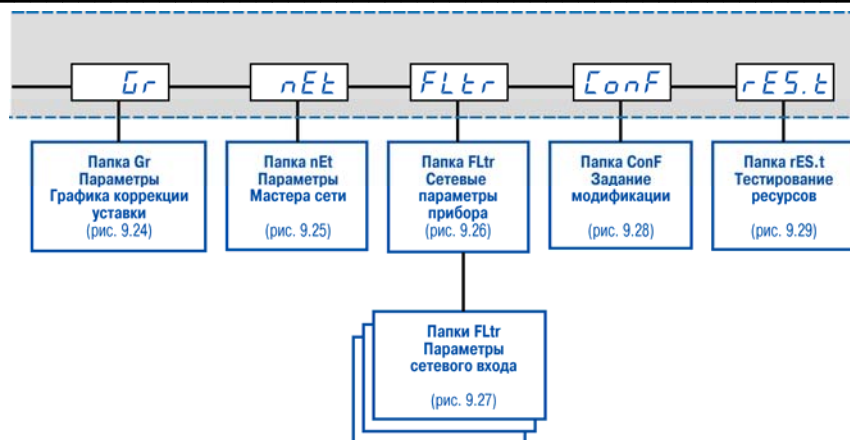 Gr
nEt
FLtr
ConF
rES.t
Папка Gr
Параметры
Графика коррекции
уставки
(рис. 9.24)
Папка nEt
Параметры
Мастера сети
(рис. 9.25)
Папка FLtr
Сетевые
параметры
прибора
(рис. 9.26)
Папка ConF
Задание
модификации
(рис. 9.28)
Папка rES.t
Тестирование
ресурсов
(рис. 9.29)
Папки FLtr
Параметры
сетевого входа
(рис. 9.27)